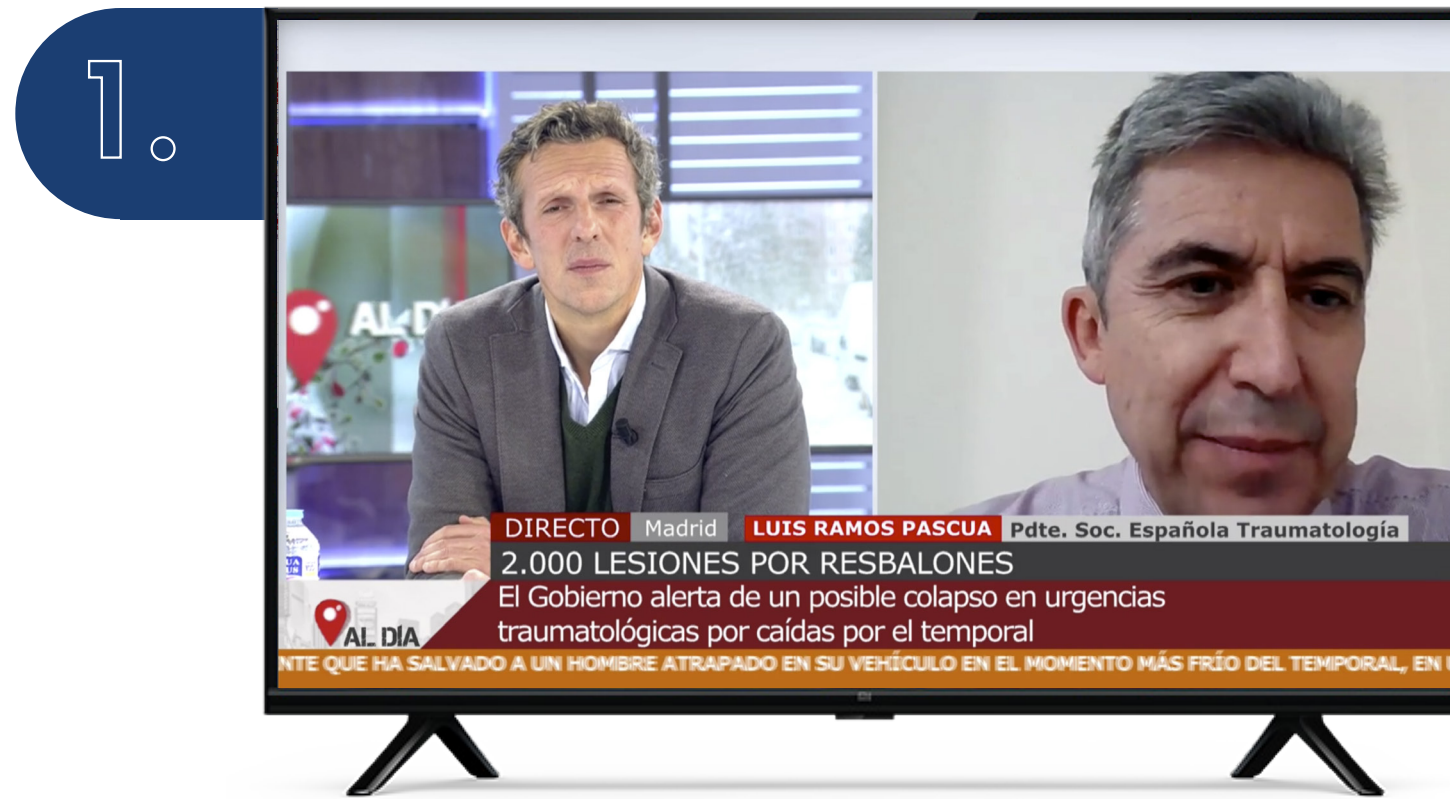 1.
AL DÍ
DIRECTO Madrid LUIS RAMOS PASCUA Pdte. Soc. Española Traumatología
2.000 LESIONES POR RESBALONES
El Gobierno alerta de un posible colapso en urgencias
traumatológicas por caídas por el temporal
AL DÍA
NTE QUE HA SALVADO A UN HOMBRE ATRAPADO EN SU VEHÍCULO EN EL MOMENTO MÁS FRÍO DEL TEMPORAL, EN
mi